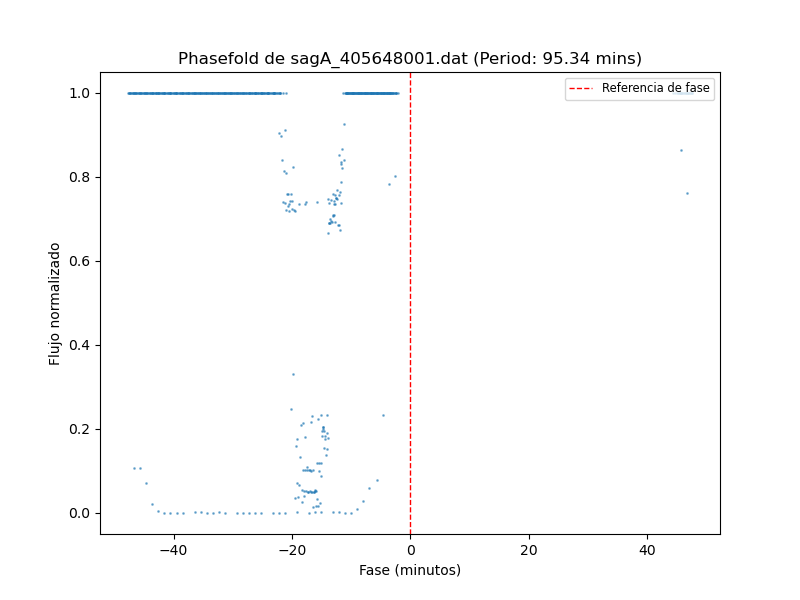 Phasefold de sagA_405648001.dat (Period: 95.34 mins)
Referencia de fase
Flujo normalizado
1.0
0.8
0.6
0.4
0.2
0.0
−40 −20 0 20 40
Fase (minutos)